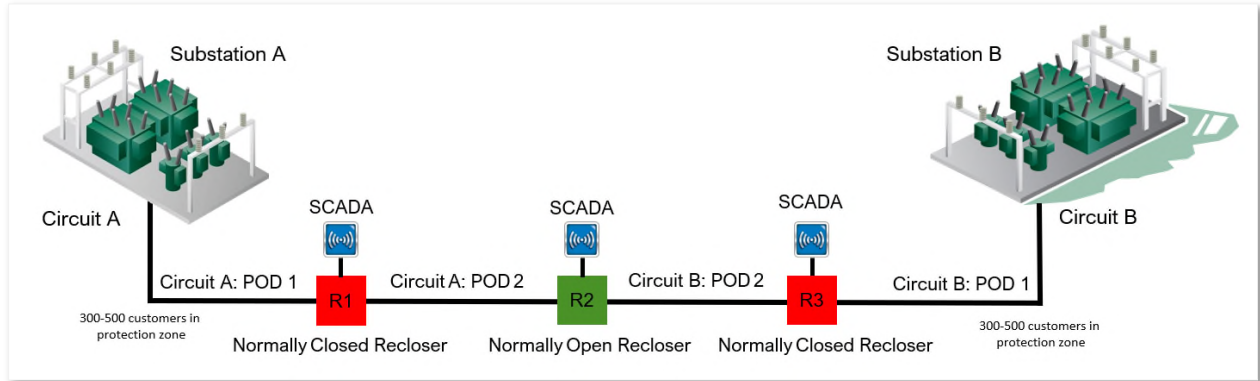 Substation A
Substation B
Circuit A
SCADA
SCADA
SCADA
Circuit B
Circuit A: POD 1
R1
Circuit A: POD 2
R2
Circuit B: POD 2
R3
Circuit B: POD 1
300-500 customers in
protection zone
Normally Closed Recloser
Normally Open Recloser
Normally Closed Recloser
300-500 customers in
protection zone